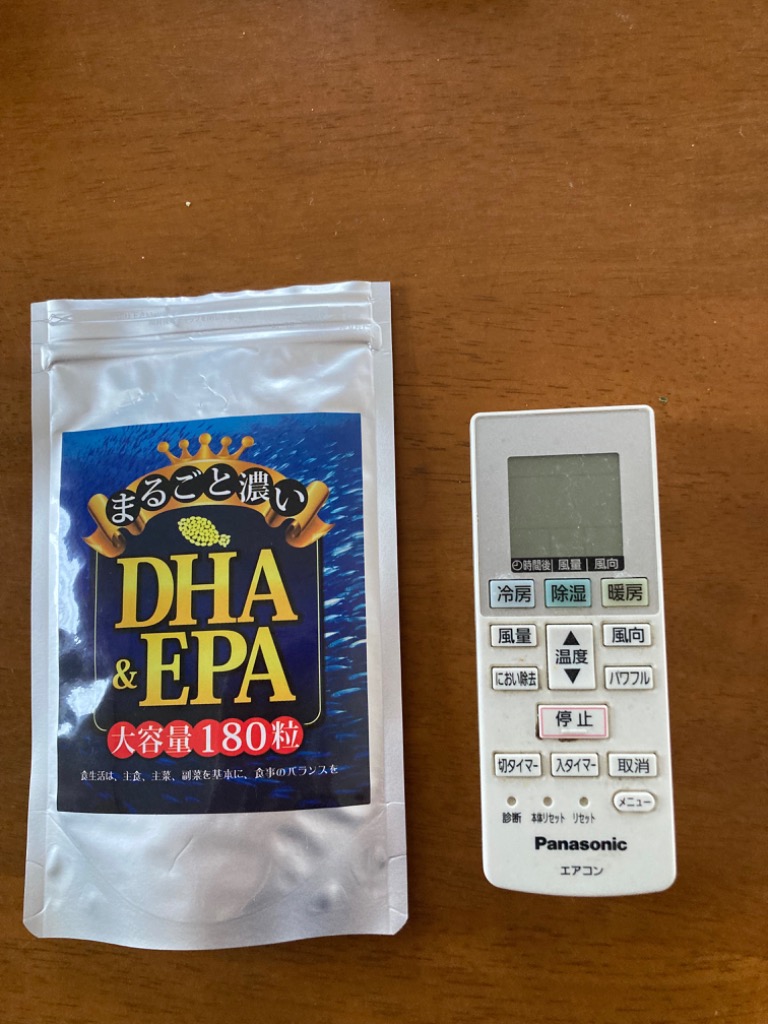 まるごと濃い
DHA
&EPA
大容量180粒
食生活は、主食、主菜、副菜を基本に、食事のバランスを
時間後 風量 風向
冷房 除湿 暖房
風量 ▲ 風向
温度
におい除去 ▼ パワフル
停止
切タイマー 入タイマー 取消
メニュー
診断 本体リセット リセット
Panasonic
エアコン